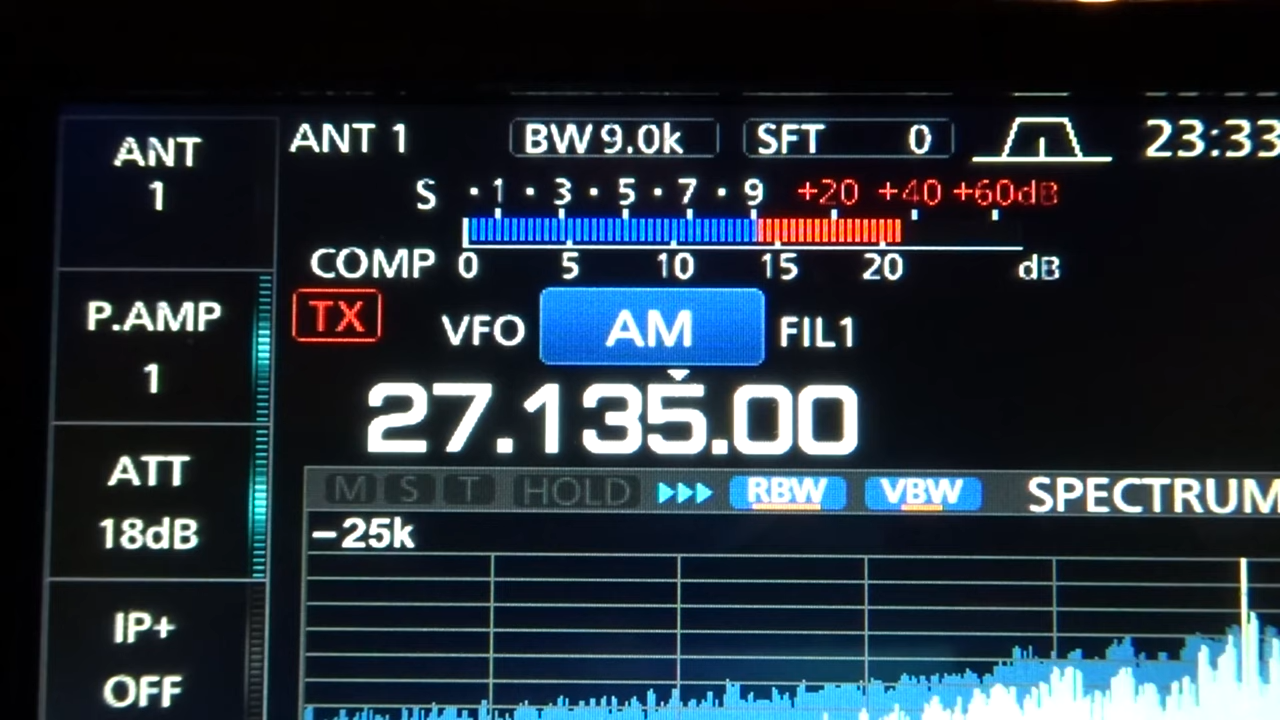 ANT
1
P.AMP
1
ATT
18dB
IP+
OFF
ANT 1 BW 9.0k SFT 0 23:33
S · 1 · 3 · 5 · 7 · 9 +20 +40 +60dB
COMP 0 5 10 15 20 dB
TX VFO AM FIL1
27.135.00
M S T HOLD RBW VBW SPECTRUM
−25k